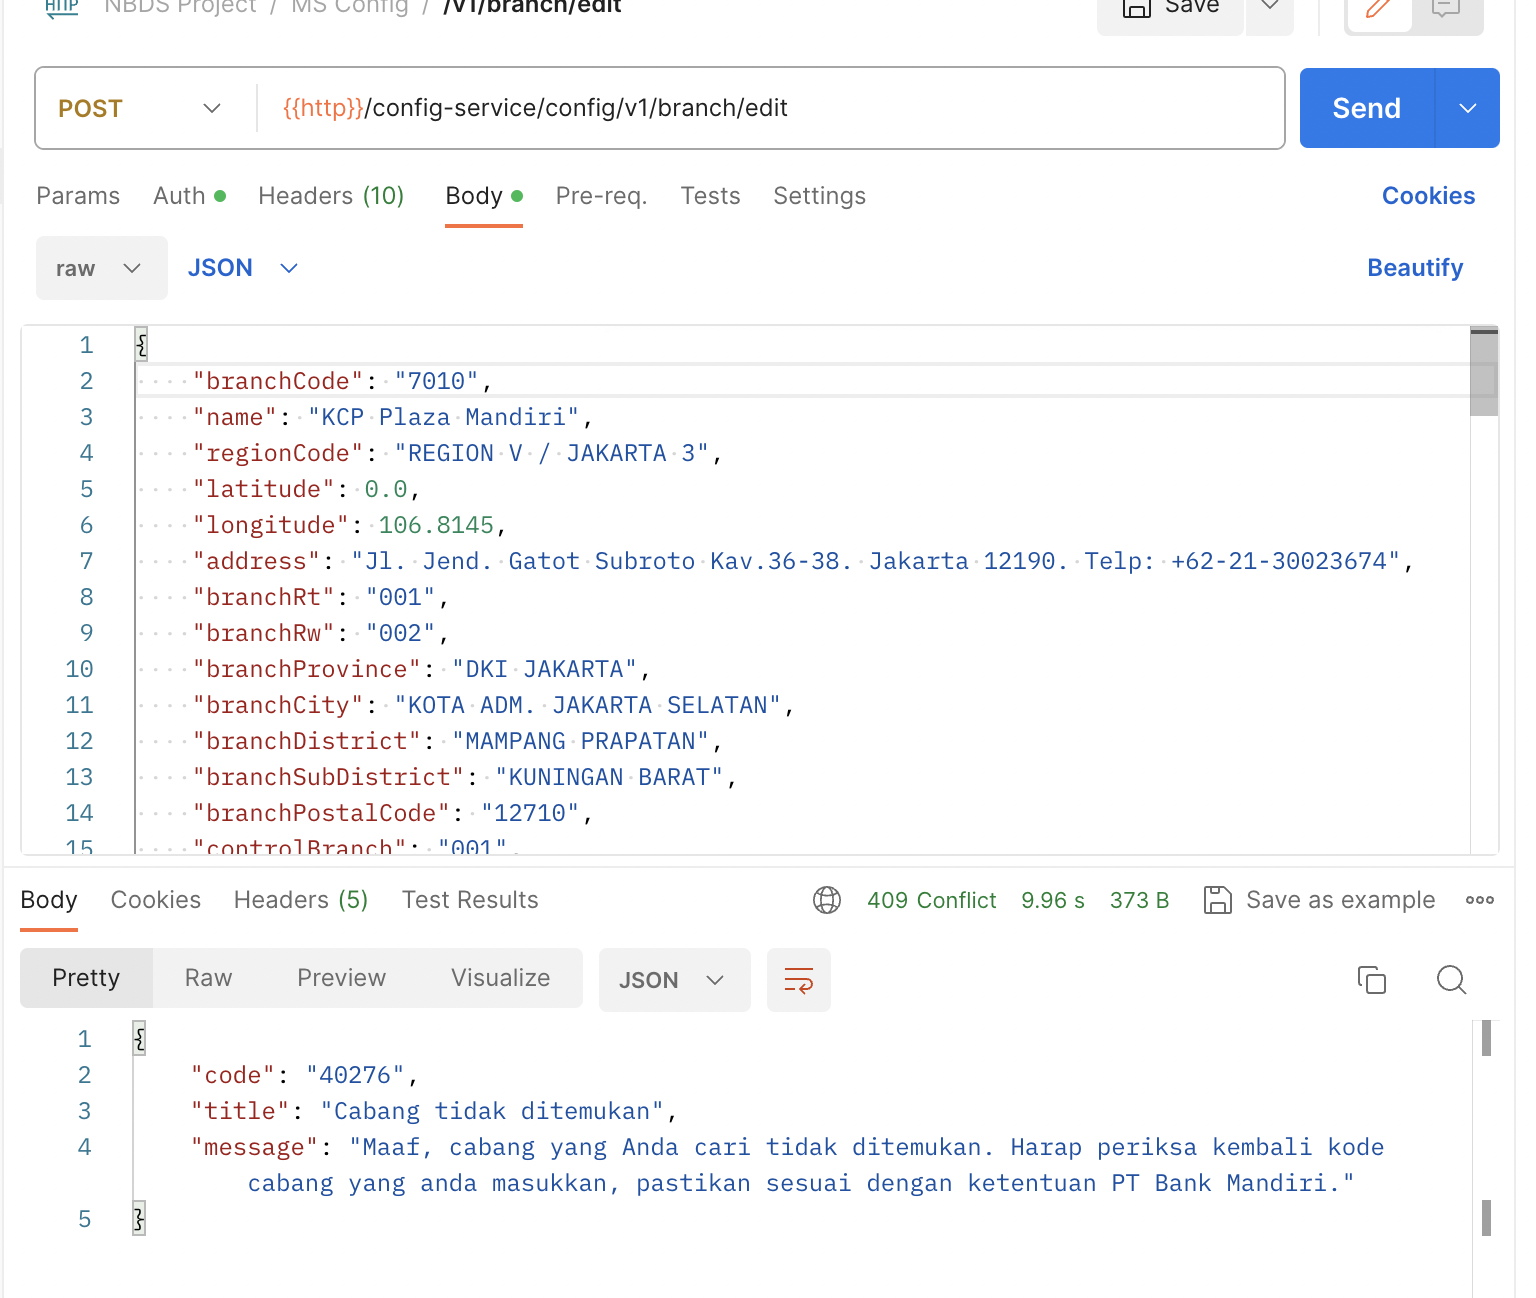 HTTP NBDS Project / MS Config / /v1/branch/edit Save
POST {{http}}/config-service/config/v1/branch/edit Send
Params Auth Headers (10) Body Pre-req. Tests Settings Cookies
raw JSON Beautify
1 {
2 "branchCode": "7010",
3 "name": "KCP Plaza Mandiri",
4 "regionCode": "REGION V / JAKARTA 3",
5 "latitude": 0.0,
6 "longitude": 106.8145,
7 "address": "Jl. Jend. Gatot Subroto Kav.36-38. Jakarta 12190. Telp: +62-21-30023674",
8 "branchRt": "001",
9 "branchRw": "002",
10 "branchProvince": "DKI JAKARTA",
11 "branchCity": "KOTA ADM. JAKARTA SELATAN",
12 "branchDistrict": "MAMPANG PRAPATAN",
13 "branchSubDistrict": "KUNINGAN BARAT",
14 "branchPostalCode": "12710",
15 "controlBranch": "001",
Body Cookies Headers (5) Test Results 409 Conflict 9.96 s 373 B Save as example
Pretty Raw Preview Visualize JSON
1 {
2 "code": "40276",
3 "title": "Cabang tidak ditemukan",
4 "message": "Maaf, cabang yang Anda cari tidak ditemukan. Harap periksa kembali kode
cabang yang anda masukkan, pastikan sesuai dengan ketentuan PT Bank Mandiri."
5 }